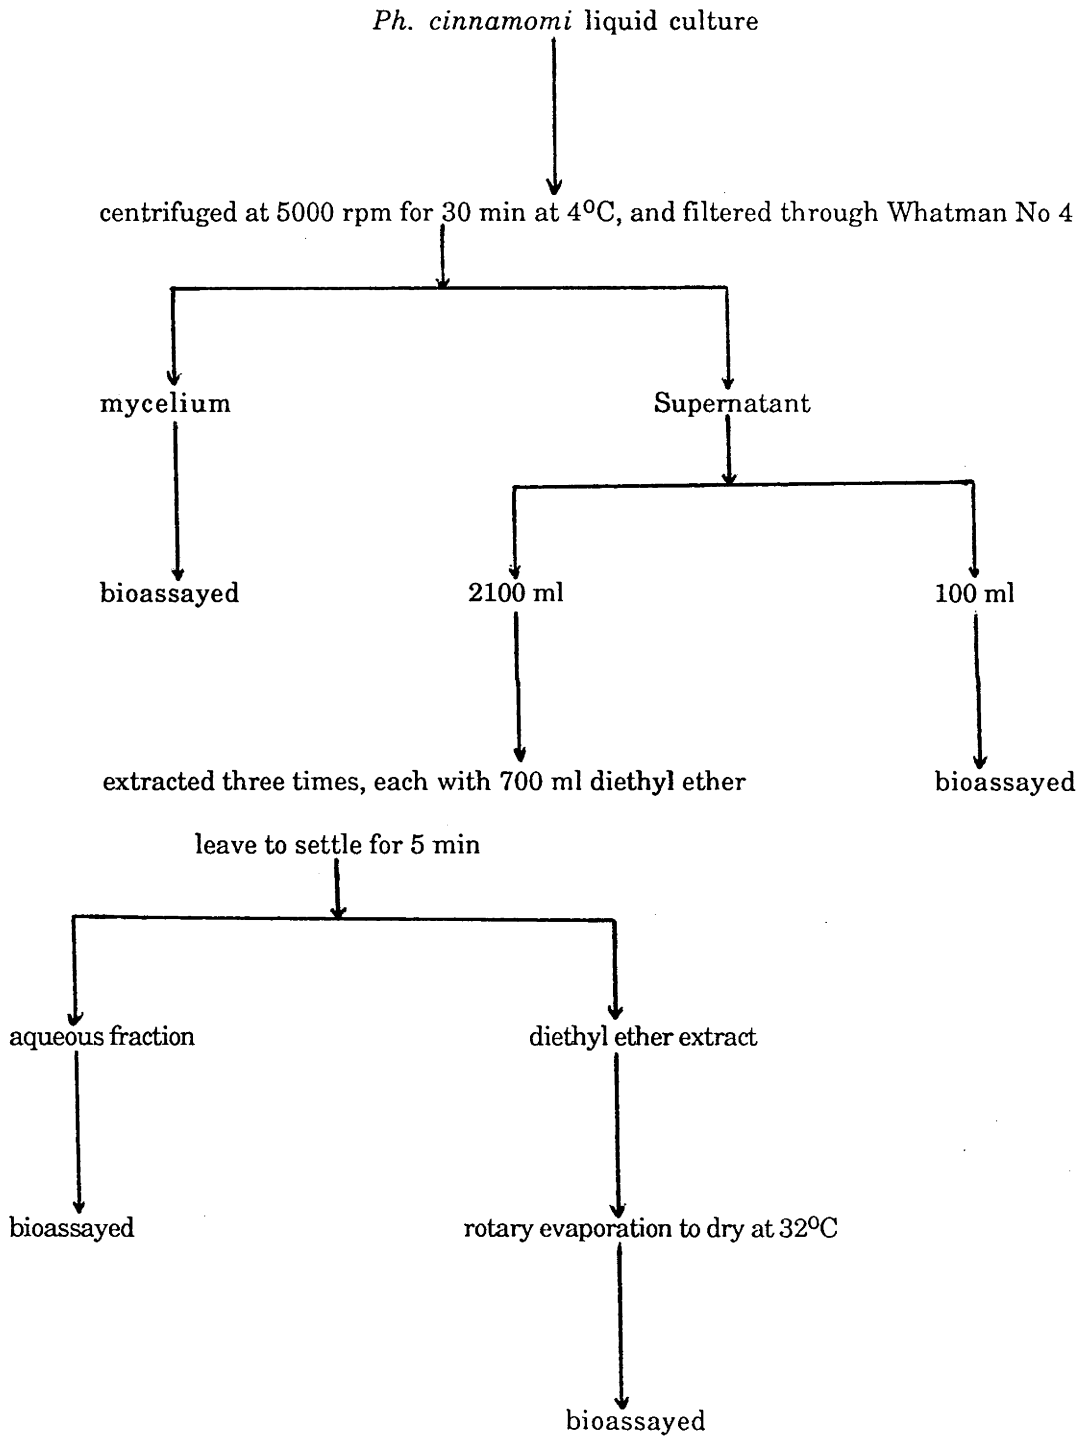 Ph. cinnamomi liquid culture
centrifuged at 5000 rpm for 30 min at 4ºC, and filtered through Whatman No 4
mycelium
Supernatant
bioassayed
2100 ml
100 ml
extracted three times, each with 700 ml diethyl ether
bioassayed
leave to settle for 5 min
aqueous fraction
diethyl ether extract
bioassayed
rotary evaporation to dry at 32ºC
bioassayed